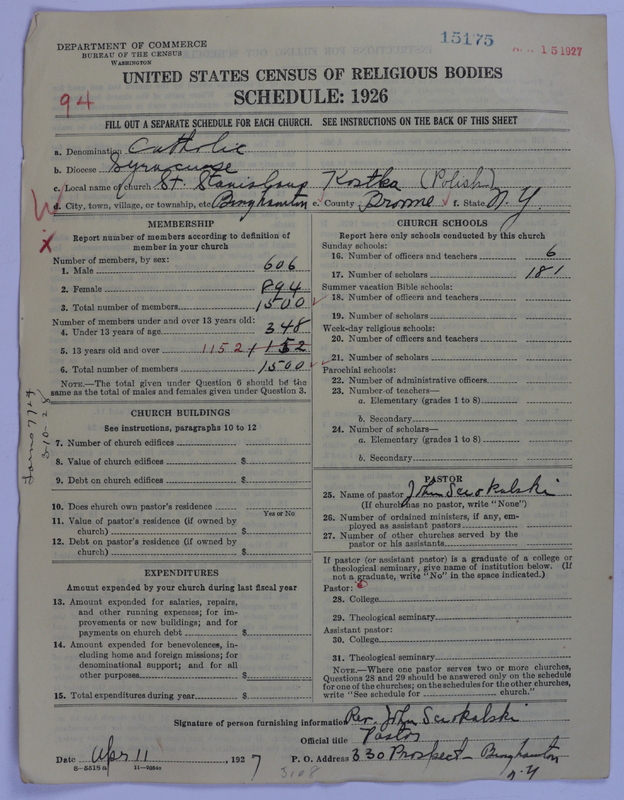 DEPARTMENT OF COMMERCE
BUREAU OF THE CENSUS
WASHINGTON
15175
15 1927
UNITED STATES CENSUS OF RELIGIOUS BODIES
94
SCHEDULE: 1926
FILL OUT A SEPARATE SCHEDULE FOR EACH CHURCH. SEE INSTRUCTIONS ON THE BACK OF THIS SHEET
a. Denomination Catholic
b. Diocese Syracuse
c. Local name of church St. Stanislaus Kostka (Polish)
d. City, town, village, or township, etc Binghamton e. County Broome f. State N. Y.
MEMBERSHIP
Report number of members according to definition of
member in your church
Number of members, by sex:
1. Male 606
2. Female 894
3. Total number of members 1500
Number of members under and over 13 years old:
4. Under 13 years of age 348
5. 13 years old and over 1152 + 152
6. Total number of members 1500
NOTE.—The total given under Question 6 should be the
same as the total of males and females given under Question 3.
CHURCH BUILDINGS
See instructions, paragraphs 10 to 12
7. Number of church edifices
8. Value of church edifices $
9. Debt on church edifices $
10. Does church own pastor's residence
Yes or No
11. Value of pastor's residence (if owned by
church) $
12. Debt on pastor's residence (if owned by
church) $
EXPENDITURES
Amount expended by your church during last fiscal year
13. Amount expended for salaries, repairs,
and other running expenses; for im-
provements or new buildings; and for
payments on church debt $
14. Amount expended for benevolences, in-
cluding home and foreign missions; for
denominational support; and for all
other purposes $
15. Total expenditures during year $
3-10-28
CHURCH SCHOOLS
Report here only schools conducted by this church
Sunday schools:
16. Number of officers and teachers 6
17. Number of scholars 181
Summer vacation Bible schools:
18. Number of officers and teachers
19. Number of scholars
Week-day religious schools:
20. Number of officers and teachers
21. Number of scholars
Parochial schools:
22. Number of administrative officers
23. Number of teachers—
a. Elementary (grades 1 to 8)
b. Secondary
24. Number of scholars—
a. Elementary (grades 1 to 8)
b. Secondary
PASTOR
25. Name of pastor John Sciokalski
(If church has no pastor, write "None")
26. Number of ordained ministers, if any, em-
ployed as assistant pastors
27. Number of other churches served by the
pastor or his assistants
If pastor (or assistant pastor) is a graduate of a college or
theological seminary, give name of institution below. (If
not a graduate, write "No" in the space indicated.)
Pastor:
28. College
29. Theological seminary
Assistant pastor:
30. College
31. Theological seminary
NOTE.—Where one pastor serves two or more churches,
Questions 28 and 29 should be answered only on the schedule
for one of the churches; on the schedules for the other churches,
write "See schedule for church."
Signature of person furnishing information Rev. John Sciokalski
Official title Pastor
Date Apr 11, 1927 P. O. Address 330 Prospect - Binghamton
N. Y
8-5515 a
3108